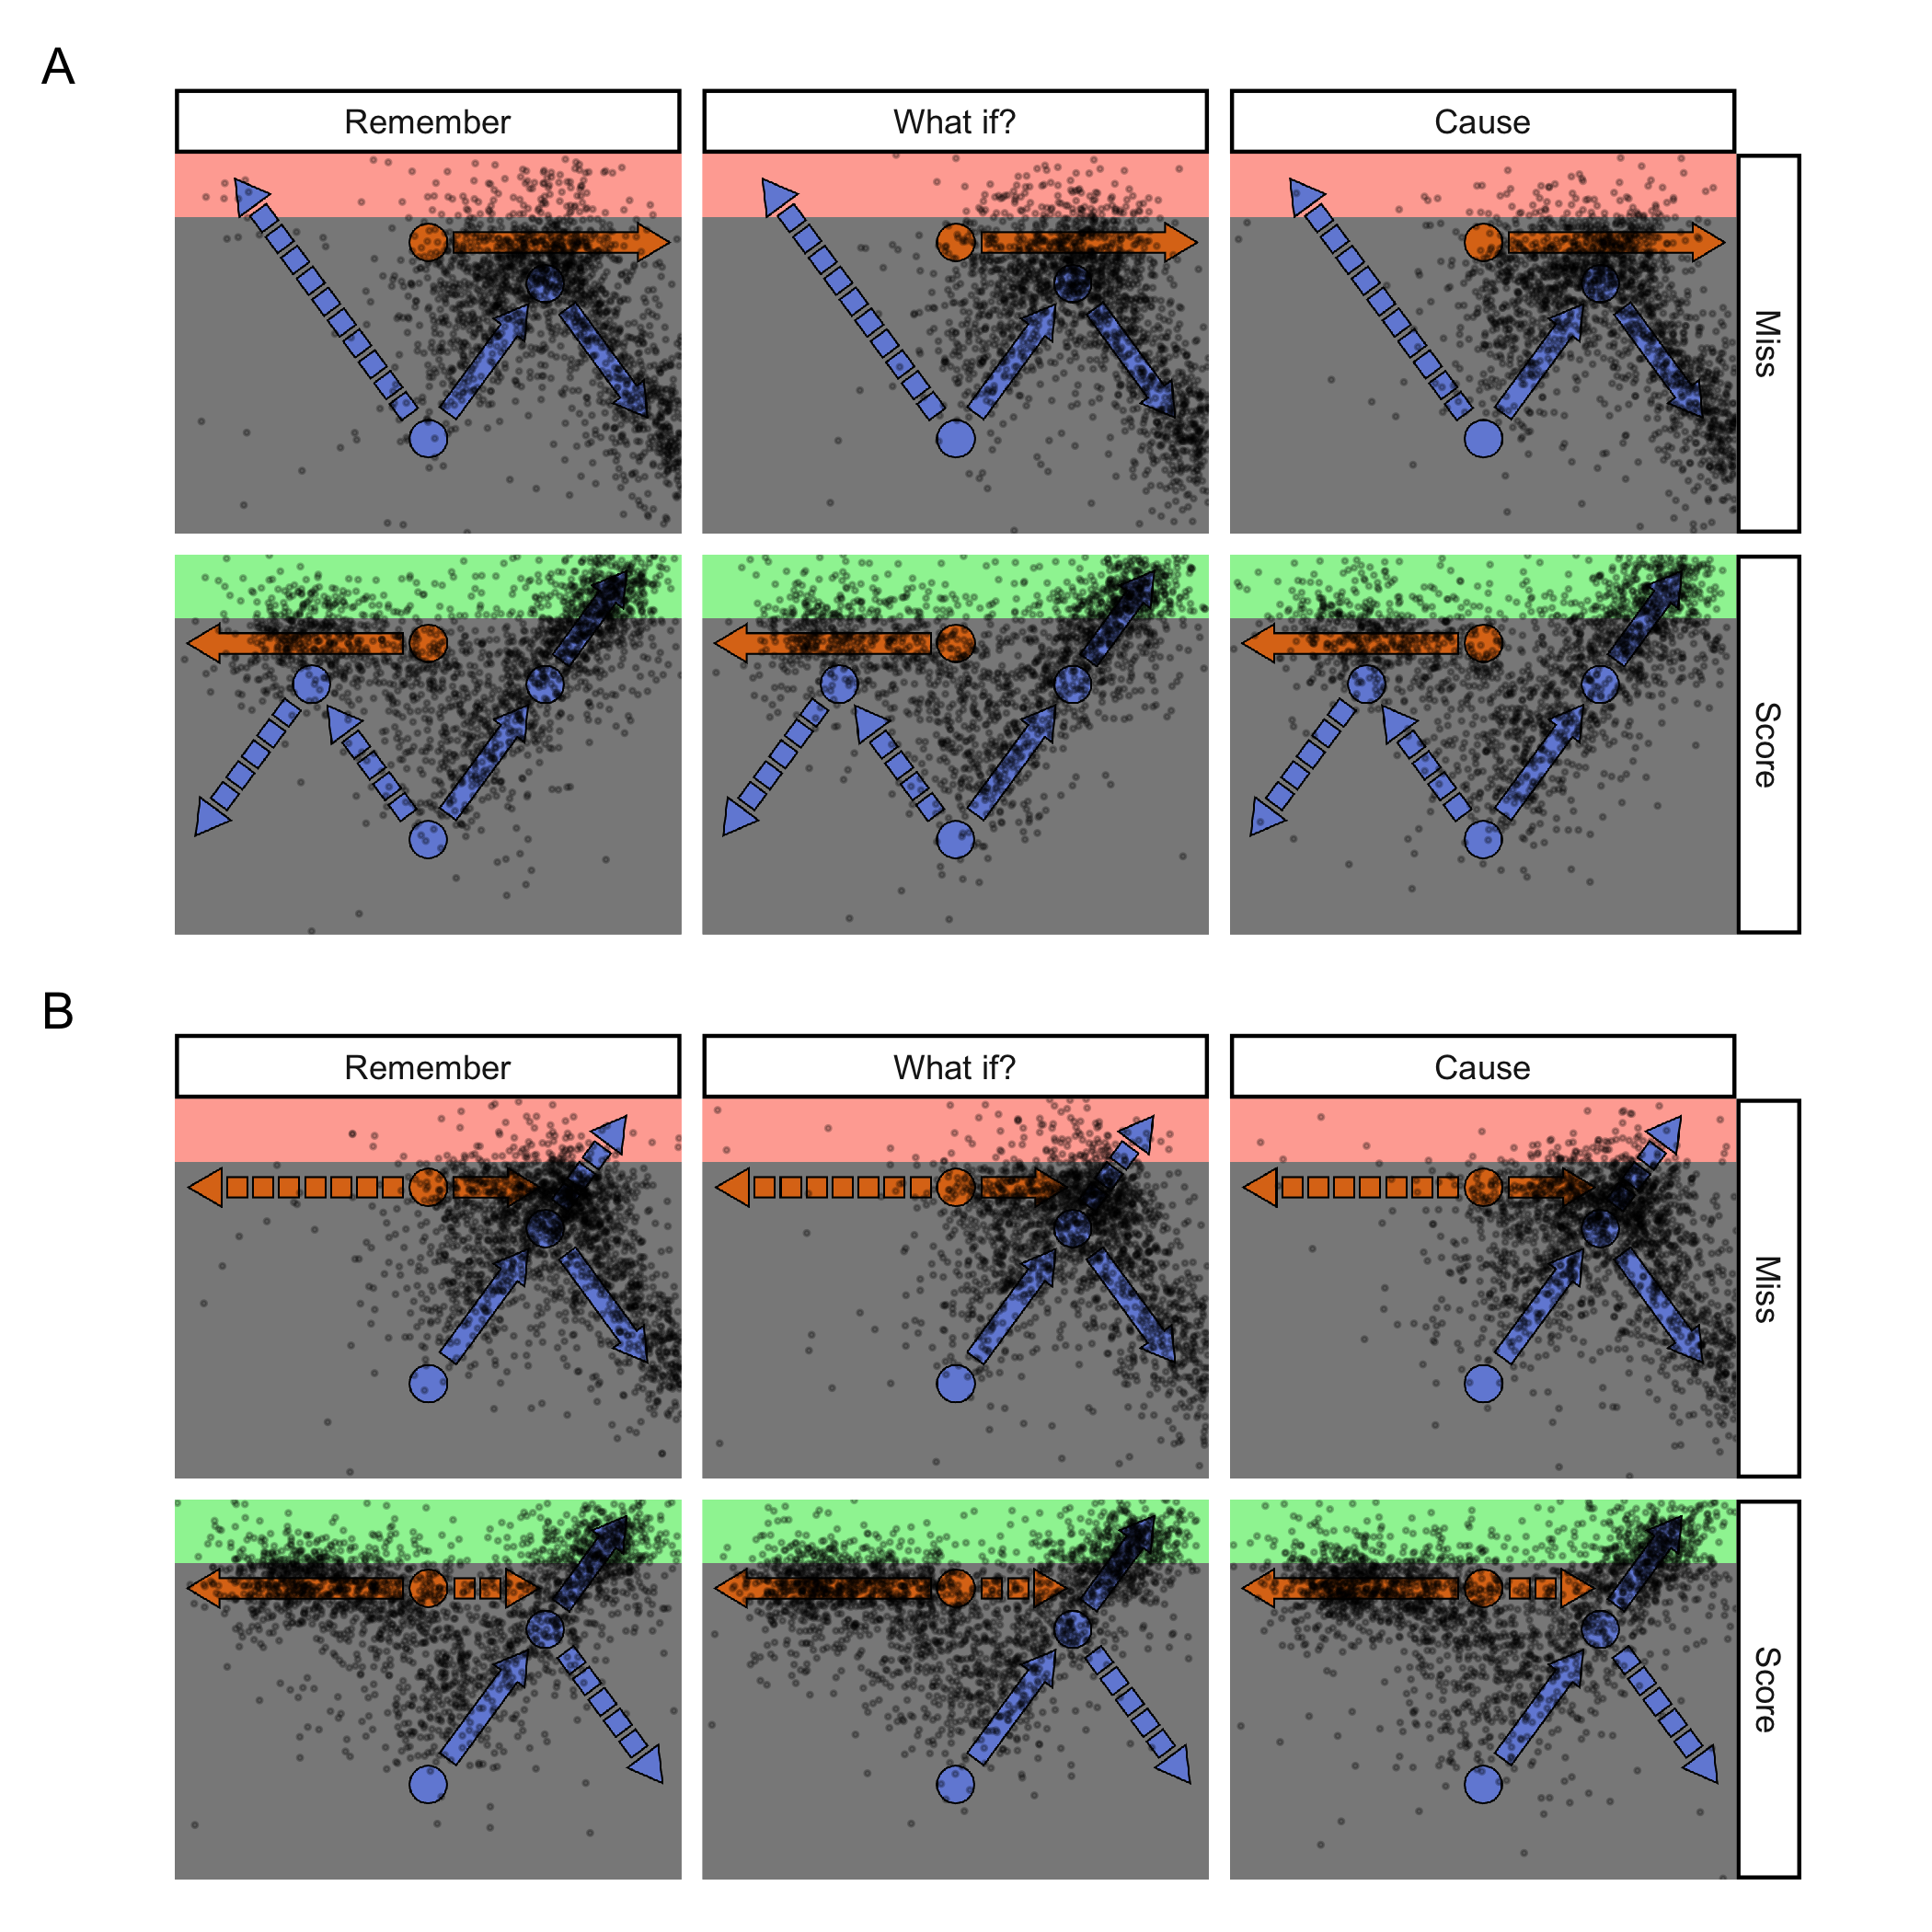 A
Remember
What if?
Cause
Miss
Score
B
Remember
What if?
Cause
Miss
Score